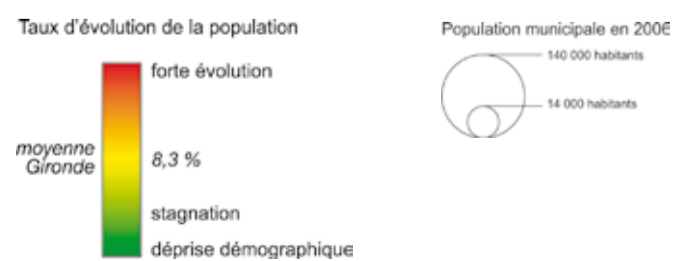 Taux d'évolution de la population
forte évolution
moyenne
Gironde
8,3 %
stagnation
déprise démographique
Population municipale en 2006
140 000 habitants
14 000 habitants